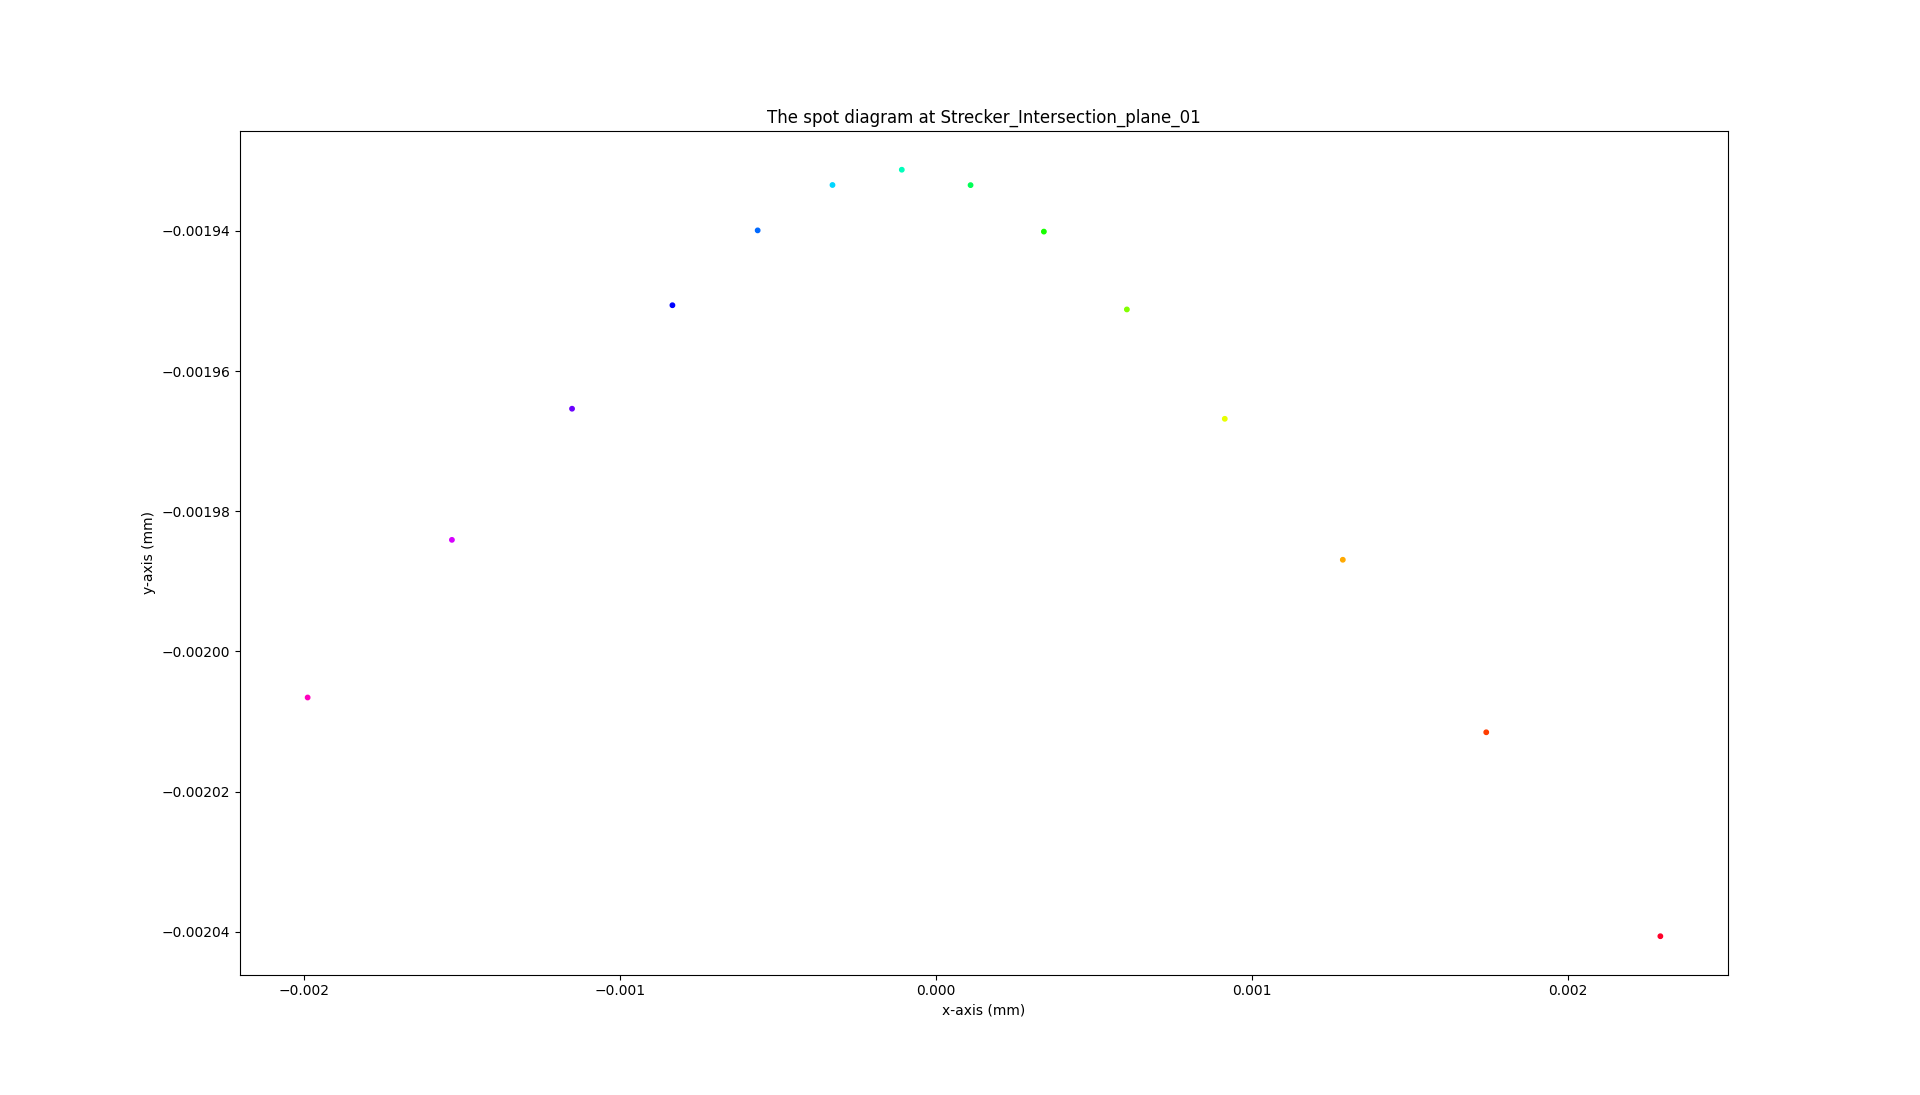 The spot diagram at Strecker_Intersection_plane_01
−0.00194
−0.00196
−0.00198
−0.00200
−0.00202
−0.00204
y-axis (mm)
−0.002 −0.001 0.000 0.001 0.002
x-axis (mm)